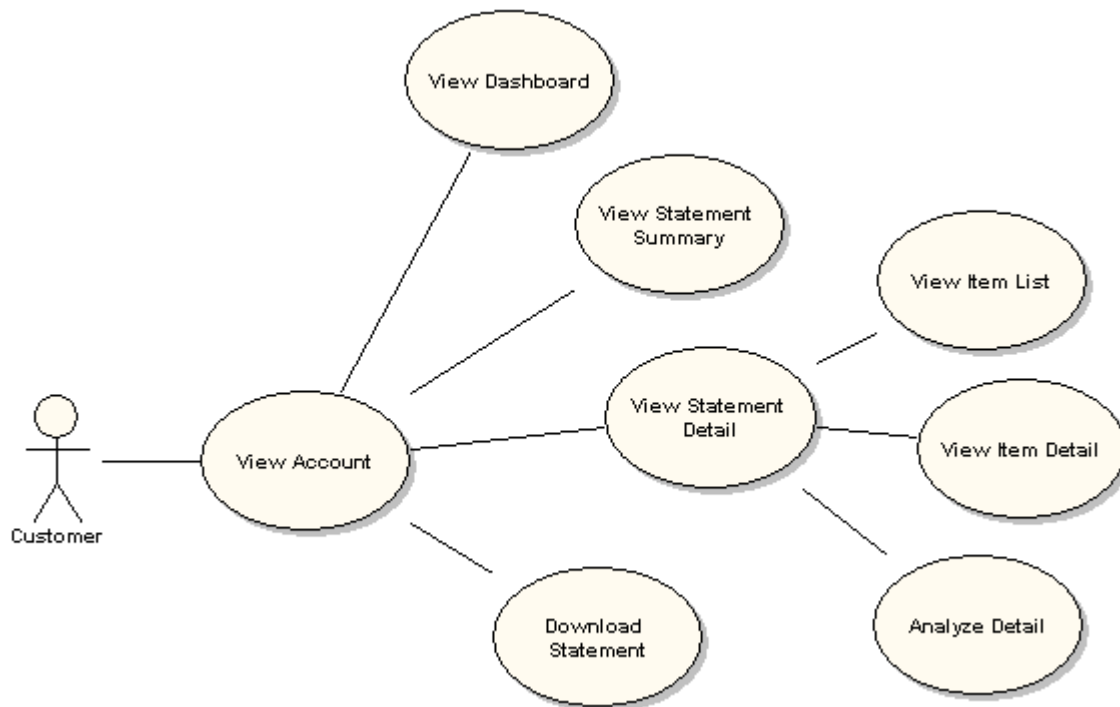 View Dashboard
View Statement
Summary
View Item List
View Statement
Detail
View Account
View Item Detail
Customer
Download
Statement
Analyze Detail